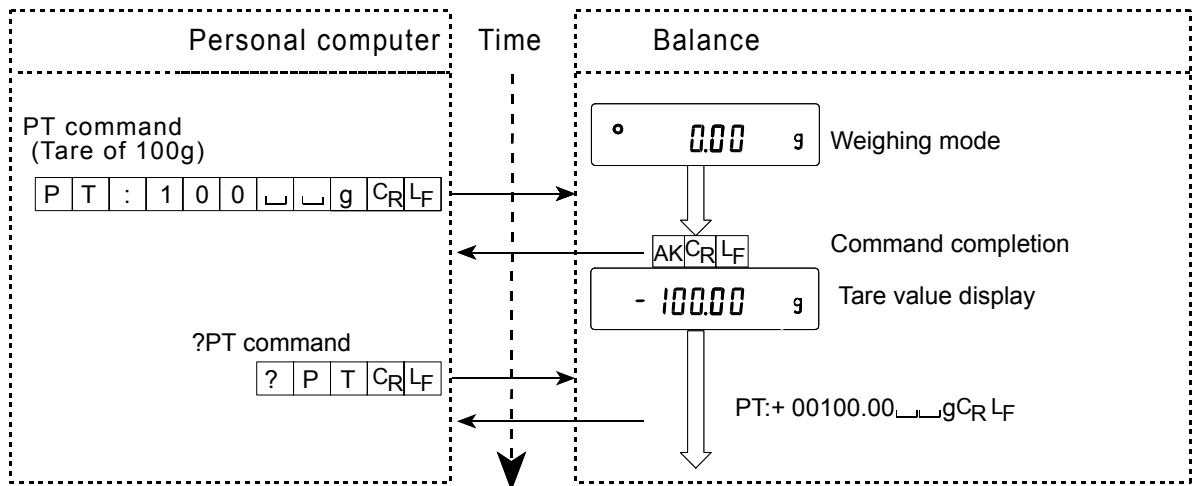 Personal computer Time Balance
PT command
(Tare of 100g)
0.00 g Weighing mode
P T : 1 0 0 ␣ ␣ g CR LF
AK CR LF Command completion
- 100.00 g Tare value display
?PT command
? P T CR LF
PT:+ 00100.00␣␣gCR LF